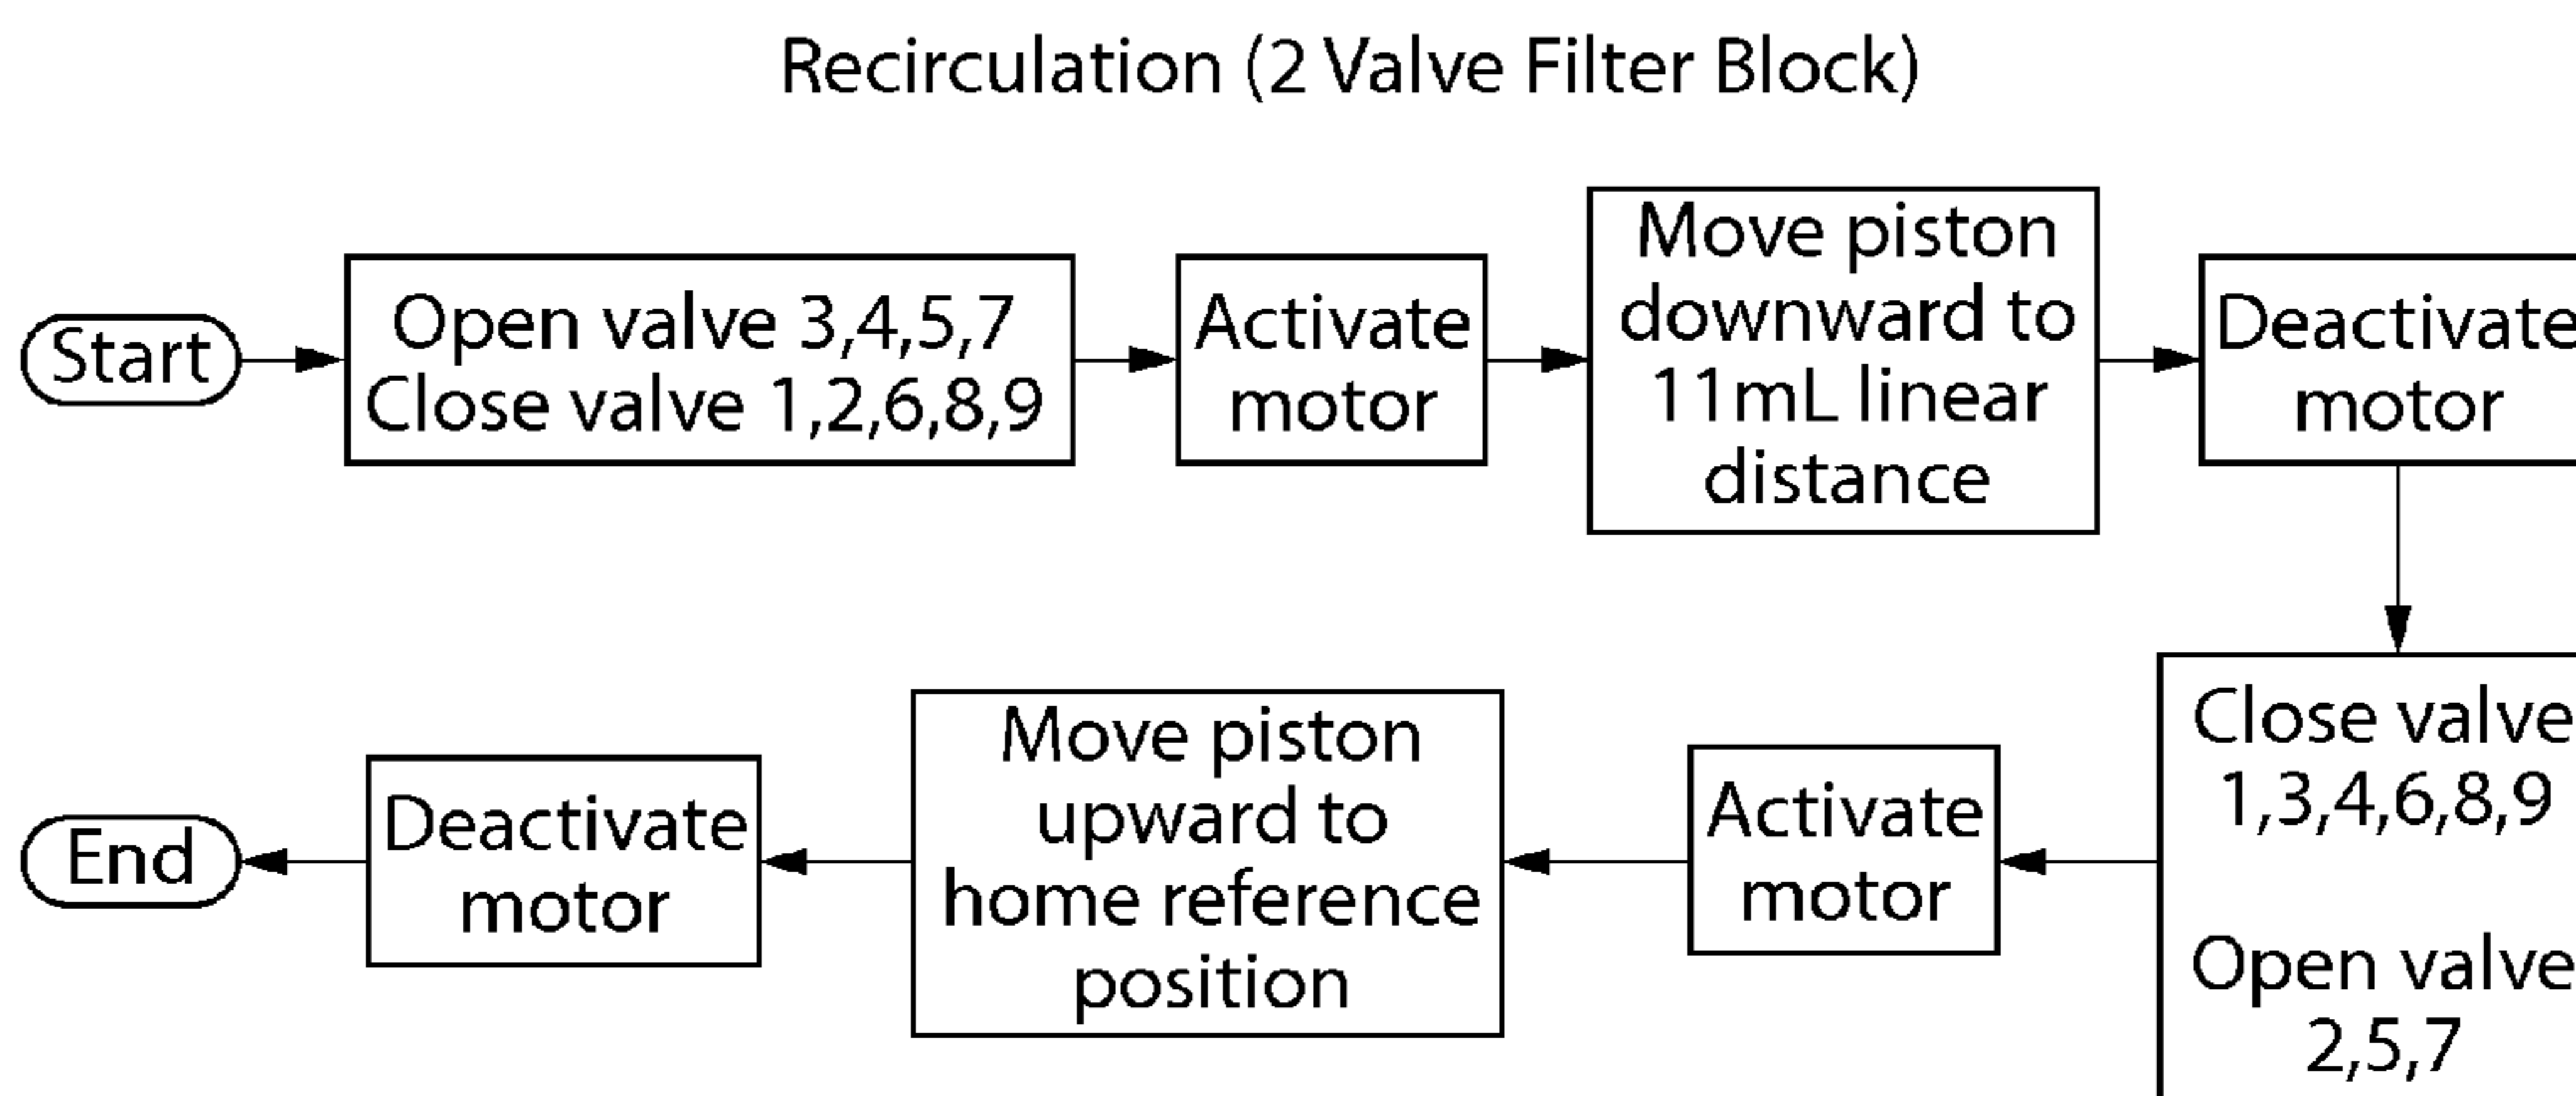 Recirculation (2 Valve Filter Block)
Start
Open valve 3,4,5,7
Close valve 1,2,6,8,9
Activate
motor
Move piston
downward to
11mL linear
distance
Deactivate
motor
Close valve
1,3,4,6,8,9
Open valve
2,5,7
Activate
motor
Move piston
upward to
home reference
position
Deactivate
motor
End